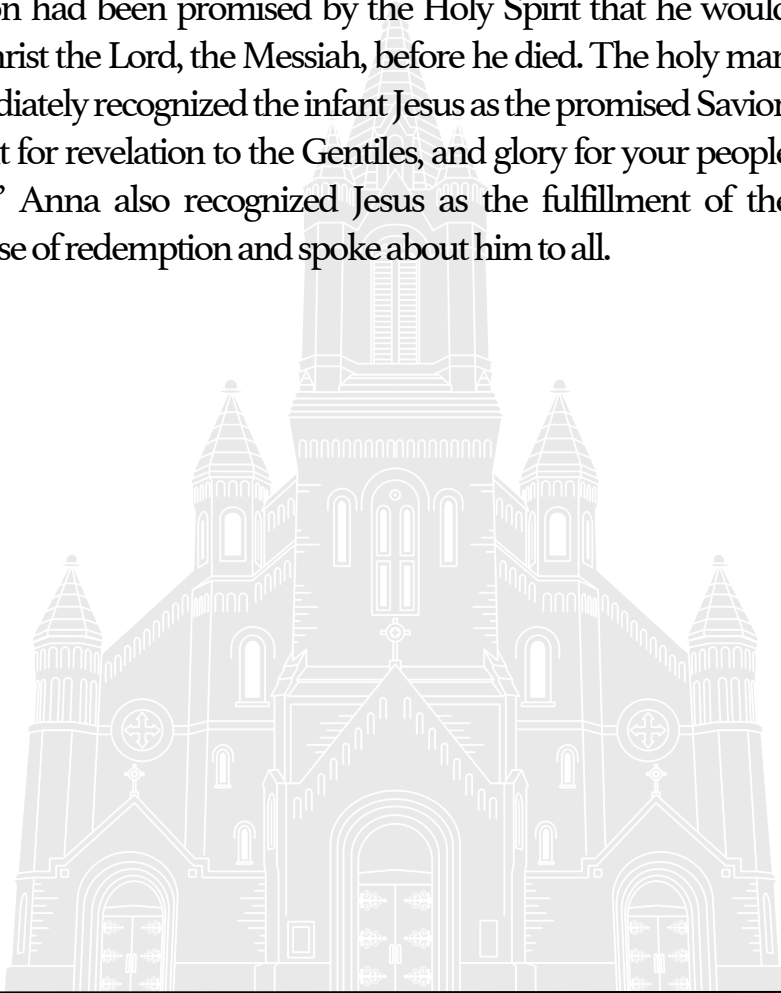 on had been promised by the Holy Spirit that he would
hrist the Lord, the Messiah, before he died. The holy man
diately recognized the infant Jesus as the promised Savior
t for revelation to the Gentiles, and glory for your people
” Anna also recognized Jesus as the fulfillment of the
se of redemption and spoke about him to all.